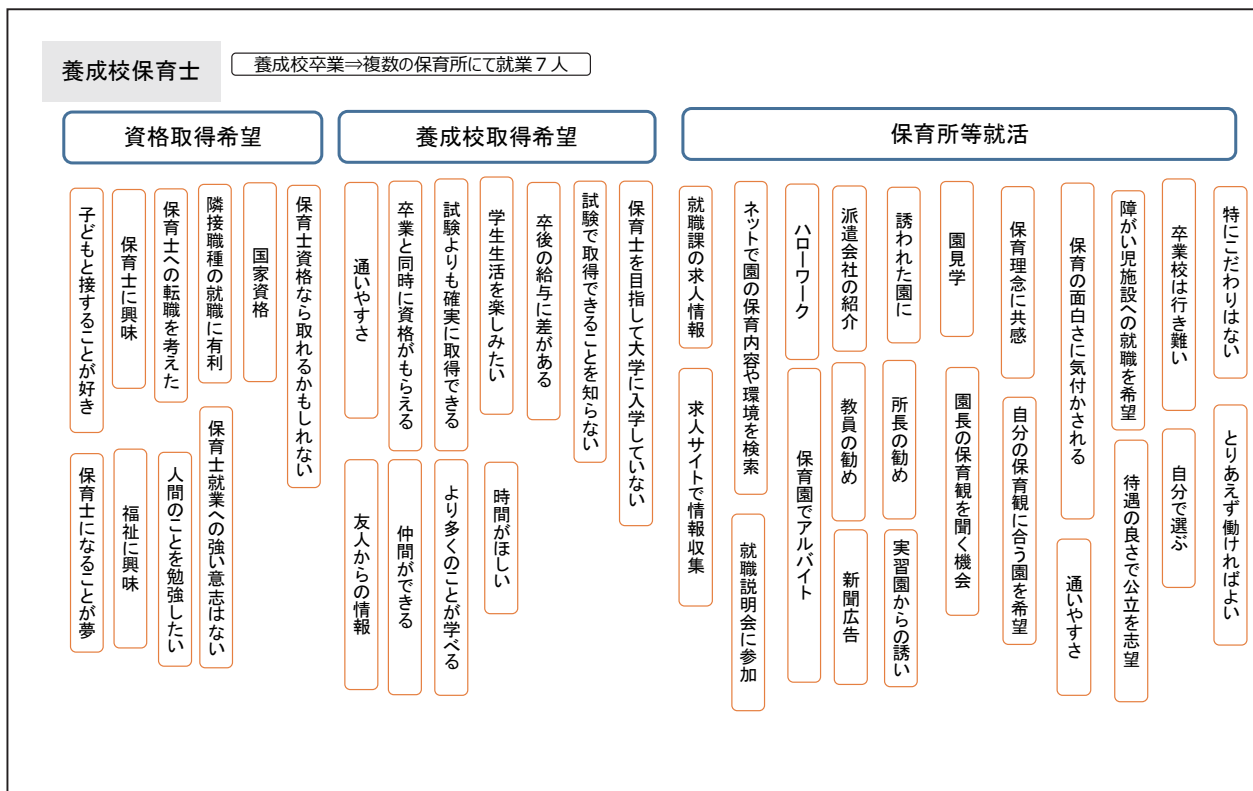 養成校保育士
養成校卒業⇒複数の保育所にて就業7人
資格取得希望
養成校取得希望
保育所等就活
子どもと接することが好き
保育士になることが夢
保育士に興味
福祉に興味
保育士への転職を考えた
人間のことを勉強したい
隣接職種の就職に有利
保育士就業への強い意志はない
国家資格
保育士資格なら取れるかもしれない
通いやすさ
友人からの情報
卒業と同時に資格がもらえる
仲間ができる
試験よりも確実に取得できる
より多くのことが学べる
学生生活を楽しみたい
時間がほしい
卒後の給与に差がある
試験で取得できることを知らない
保育士を目指して大学に入学していない
就職課の求人情報
求人サイトで情報収集
ネットで園の保育内容や環境を検索
就職説明会に参加
ハローワーク
保育園でアルバイト
派遣会社の紹介
教員の勧め
新聞広告
誘われた園に
所長の勧め
実習園からの誘い
園見学
園長の保育観を聞く機会
保育理念に共感
自分の保育観に合う園を希望
保育の面白さに気付かされる
通いやすさ
障がい児施設への就職を希望
待遇の良さで公立を志望
卒業校は行き難い
自分で選ぶ
特にこだわりはない
とりあえず働ければよい